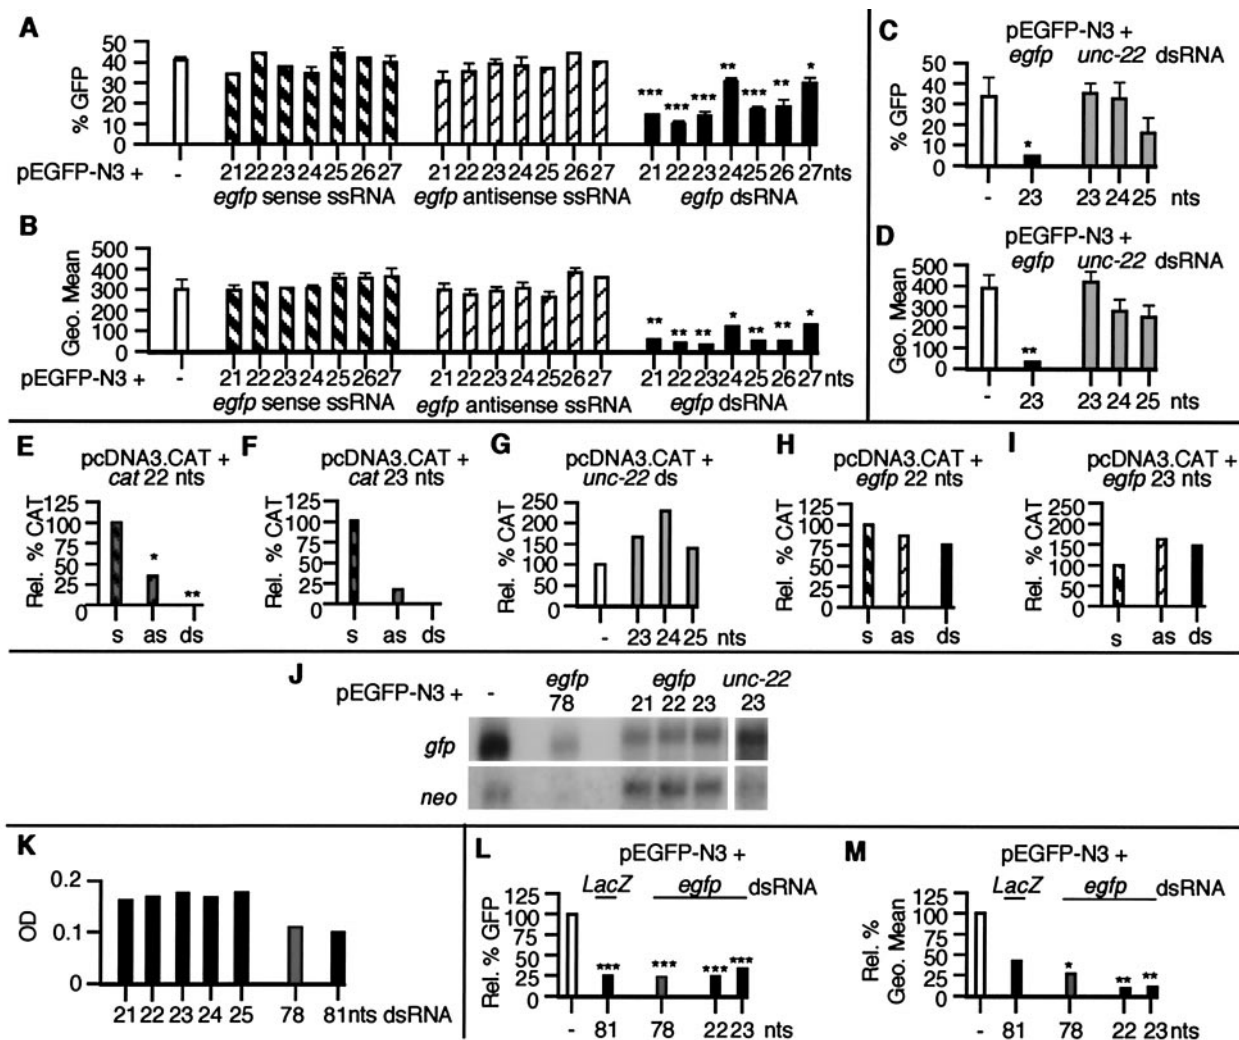 A
% GFP
50
40
30
20
10
0
*** *** *** ** *** ** *
pEGFP-N3 + - 21 22 23 24 25 26 27 21 22 23 24 25 26 27 21 22 23 24 25 26 27 nts
egfp sense ssRNA egfp antisense ssRNA egfp dsRNA
B
Geo. Mean
500
400
300
200
100
0
** ** ** * ** ** *
pEGFP-N3 + - 21 22 23 24 25 26 27 21 22 23 24 25 26 27 21 22 23 24 25 26 27 nts
egfp sense ssRNA egfp antisense ssRNA egfp dsRNA
C
pEGFP-N3 +
egfp unc-22 dsRNA
% GFP
50
40
30
20
10
0
*
- 23 23 24 25 nts
D
pEGFP-N3 +
egfp unc-22 dsRNA
Geo. Mean
500
400
300
200
100
0
**
- 23 23 24 25 nts
E
pcDNA3.CAT +
cat 22 nts
Rel. % CAT
125
100
75
50
25
0
* **
s as ds
F
pcDNA3.CAT +
cat 23 nts
Rel. % CAT
125
100
75
50
25
0
s as ds
G
pcDNA3.CAT +
unc-22 ds
Rel. % CAT
250
200
150
100
50
0
- 23 24 25 nts
H
pcDNA3.CAT +
egfp 22 nts
Rel. % CAT
125
100
75
50
25
0
s as ds
I
pcDNA3.CAT +
egfp 23 nts
Rel. % CAT
250
200
150
100
50
0
s as ds
J
egfp egfp unc-22
pEGFP-N3 + - 78 21 22 23 23
gfp
neo
K
OD
0.2
0.1
0
21 22 23 24 25 78 81 nts dsRNA
L
pEGFP-N3 +
LacZ egfp dsRNA
Rel. % GFP
125
100
75
50
25
0
*** *** *** ***
- 81 78 22 23 nts
M
pEGFP-N3 +
LacZ egfp dsRNA
Rel. %
Geo. Mean
125
100
75
50
25
0
* ** **
- 81 78 22 23 nts